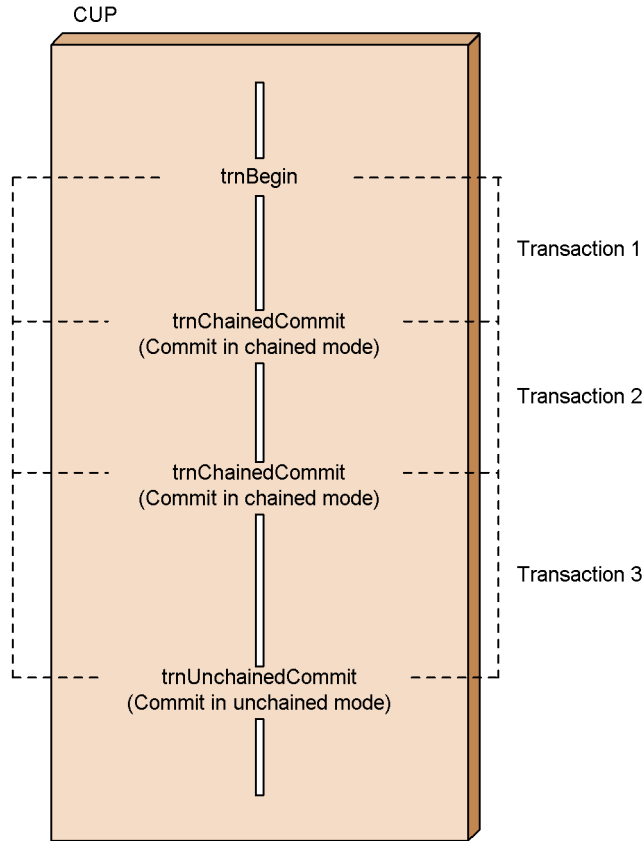 CUP
trnBegin
Transaction 1
trnChainedCommit
(Commit in chained mode)
Transaction 2
trnChainedCommit
(Commit in chained mode)
Transaction 3
trnUnchainedCommit
(Commit in unchained mode)